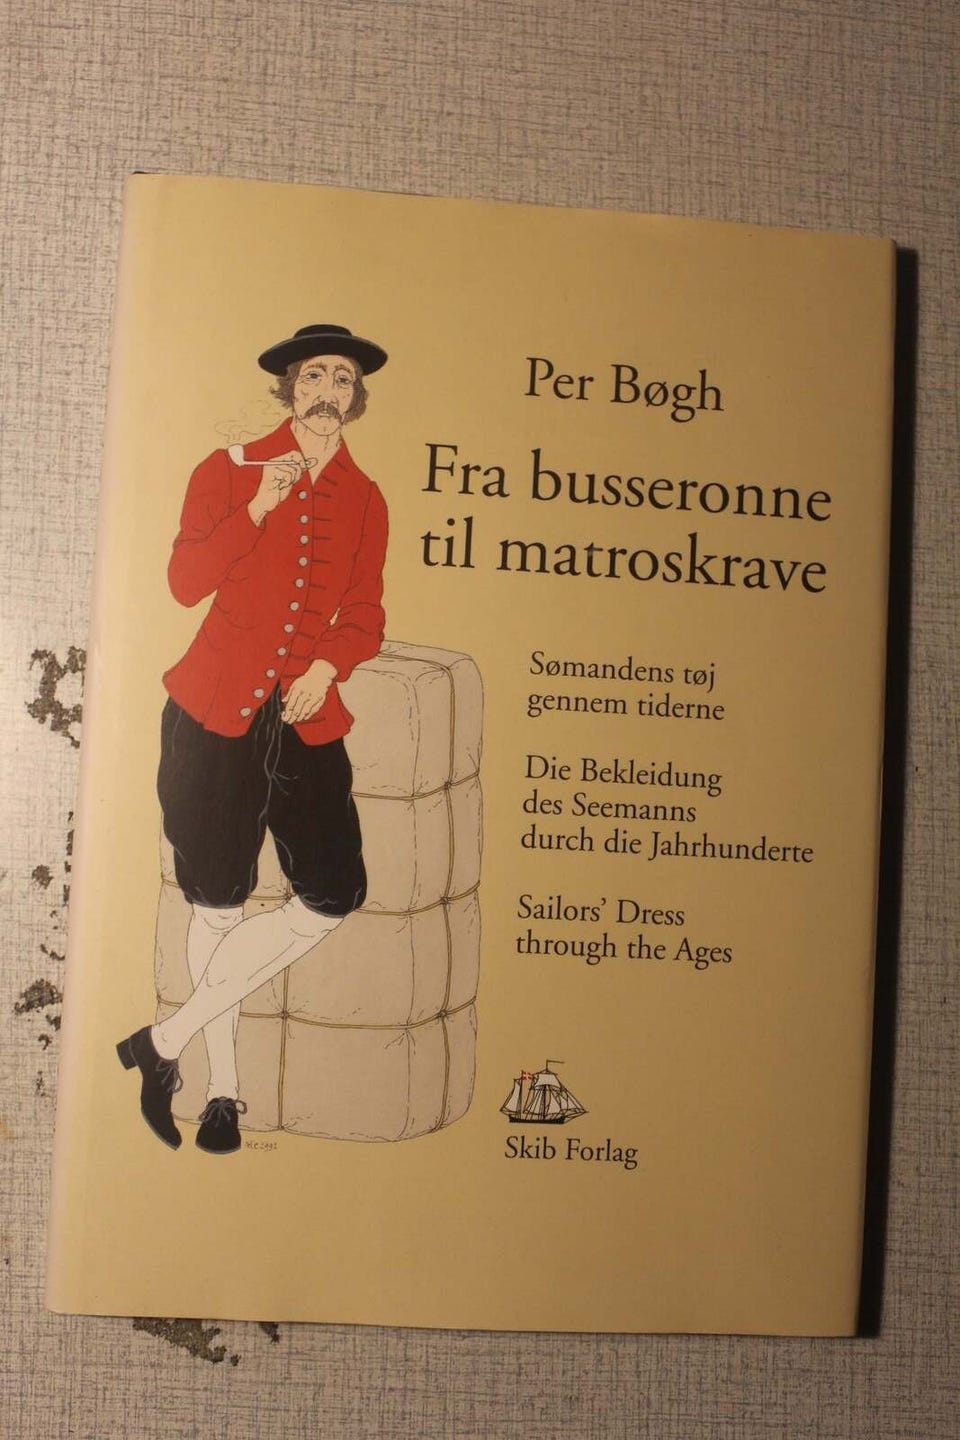 Per Bøgh
Fra busseronne
til matroskrave
Sømandens tøj
gennem tiderne
Die Bekleidung
des Seemanns
durch die Jahrhunderte
Sailors’ Dress
through the Ages
Skib Forlag